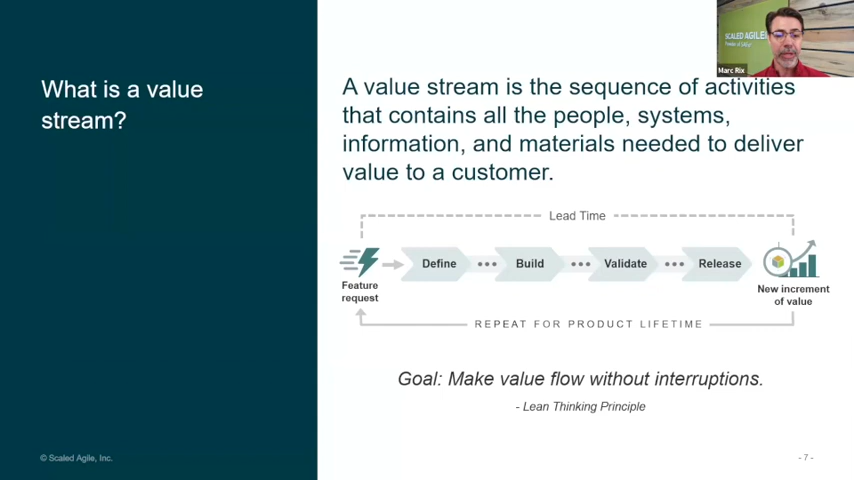 SCALED AGILE
Marc Rix
What is a value
stream?
A value stream is the sequence of activities
that contains all the people, systems,
information, and materials needed to deliver
value to a customer.
Lead Time
Feature
request
Define
Build
Validate
Release
New increment
of value
REPEAT FOR PRODUCT LIFETIME
Goal: Make value flow without interruptions.
- Lean Thinking Principle
© Scaled Agile, Inc.
- 7 -